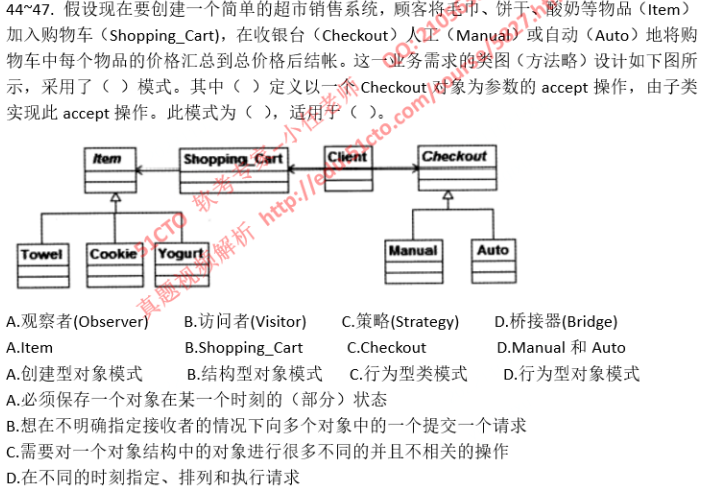 44~47. 假设现在要创建一个简单的超市销售系统，顾客将毛巾、饼干、酸奶等物品（Item）
加入购物车（Shopping_Cart)，在收银台（Checkout）人工（Manual）或自动（Auto）地将购
物车中每个物品的价格汇总到总价格后结帐。这一业务需求的类图（方法略）设计如下图所
示，采用了（ ）模式。其中（ ）定义以一个 Checkout 对象为参数的 accept 操作，由子类
实现此 accept 操作。此模式为（ ），适用于（ ）。
Item Shopping_Cart Client Checkout
Towel Cookie Yogurt Manual Auto
51CTO 软考专家--小任老师 QQ:
真题视频解析 http://edu.51cto.com/course/
A.观察者(Observer) B.访问者(Visitor) C.策略(Strategy) D.桥接器(Bridge)
A.Item B.Shopping_Cart C.Checkout D.Manual 和 Auto
A.创建型对象模式 B.结构型对象模式 C.行为型类模式 D.行为型对象模式
A.必须保存一个对象在某一个时刻的（部分）状态
B.想在不明确指定接收者的情况下向多个对象中的一个提交一个请求
C.需要对一个对象结构中的对象进行很多不同的并且不相关的操作
D.在不同的时刻指定、排列和执行请求